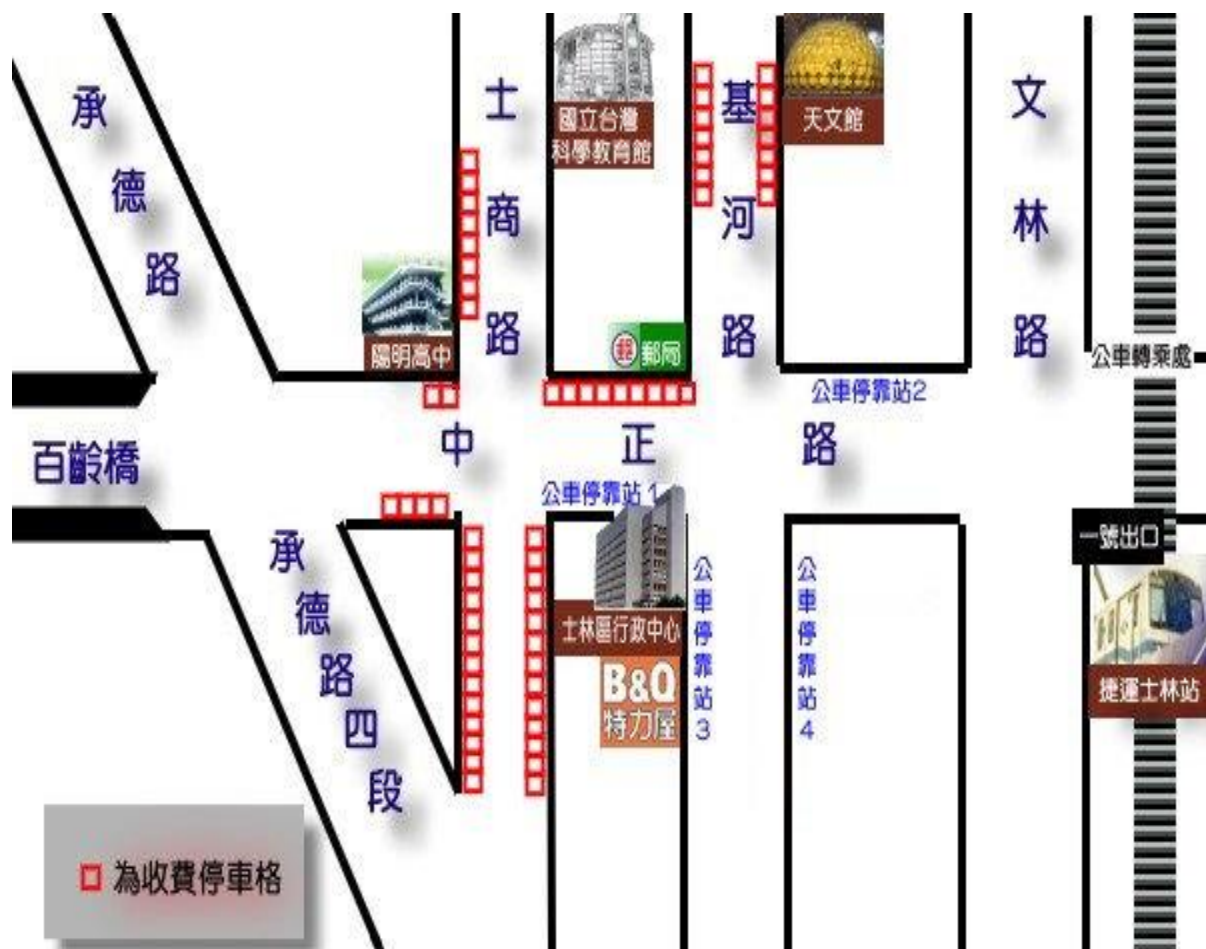 承德路
士商路
國立台灣
科學教育館
基河路
天文館
文林路
陽明高中
郵
郵局
公車停靠站2
公車轉乘處
百齡橋
中正路
公車停靠站 1
一號出口
承德路四段
士林區行政中心
B&Q
特力屋
公車停靠站3
公車停靠站4
捷運士林站
為收費停車格